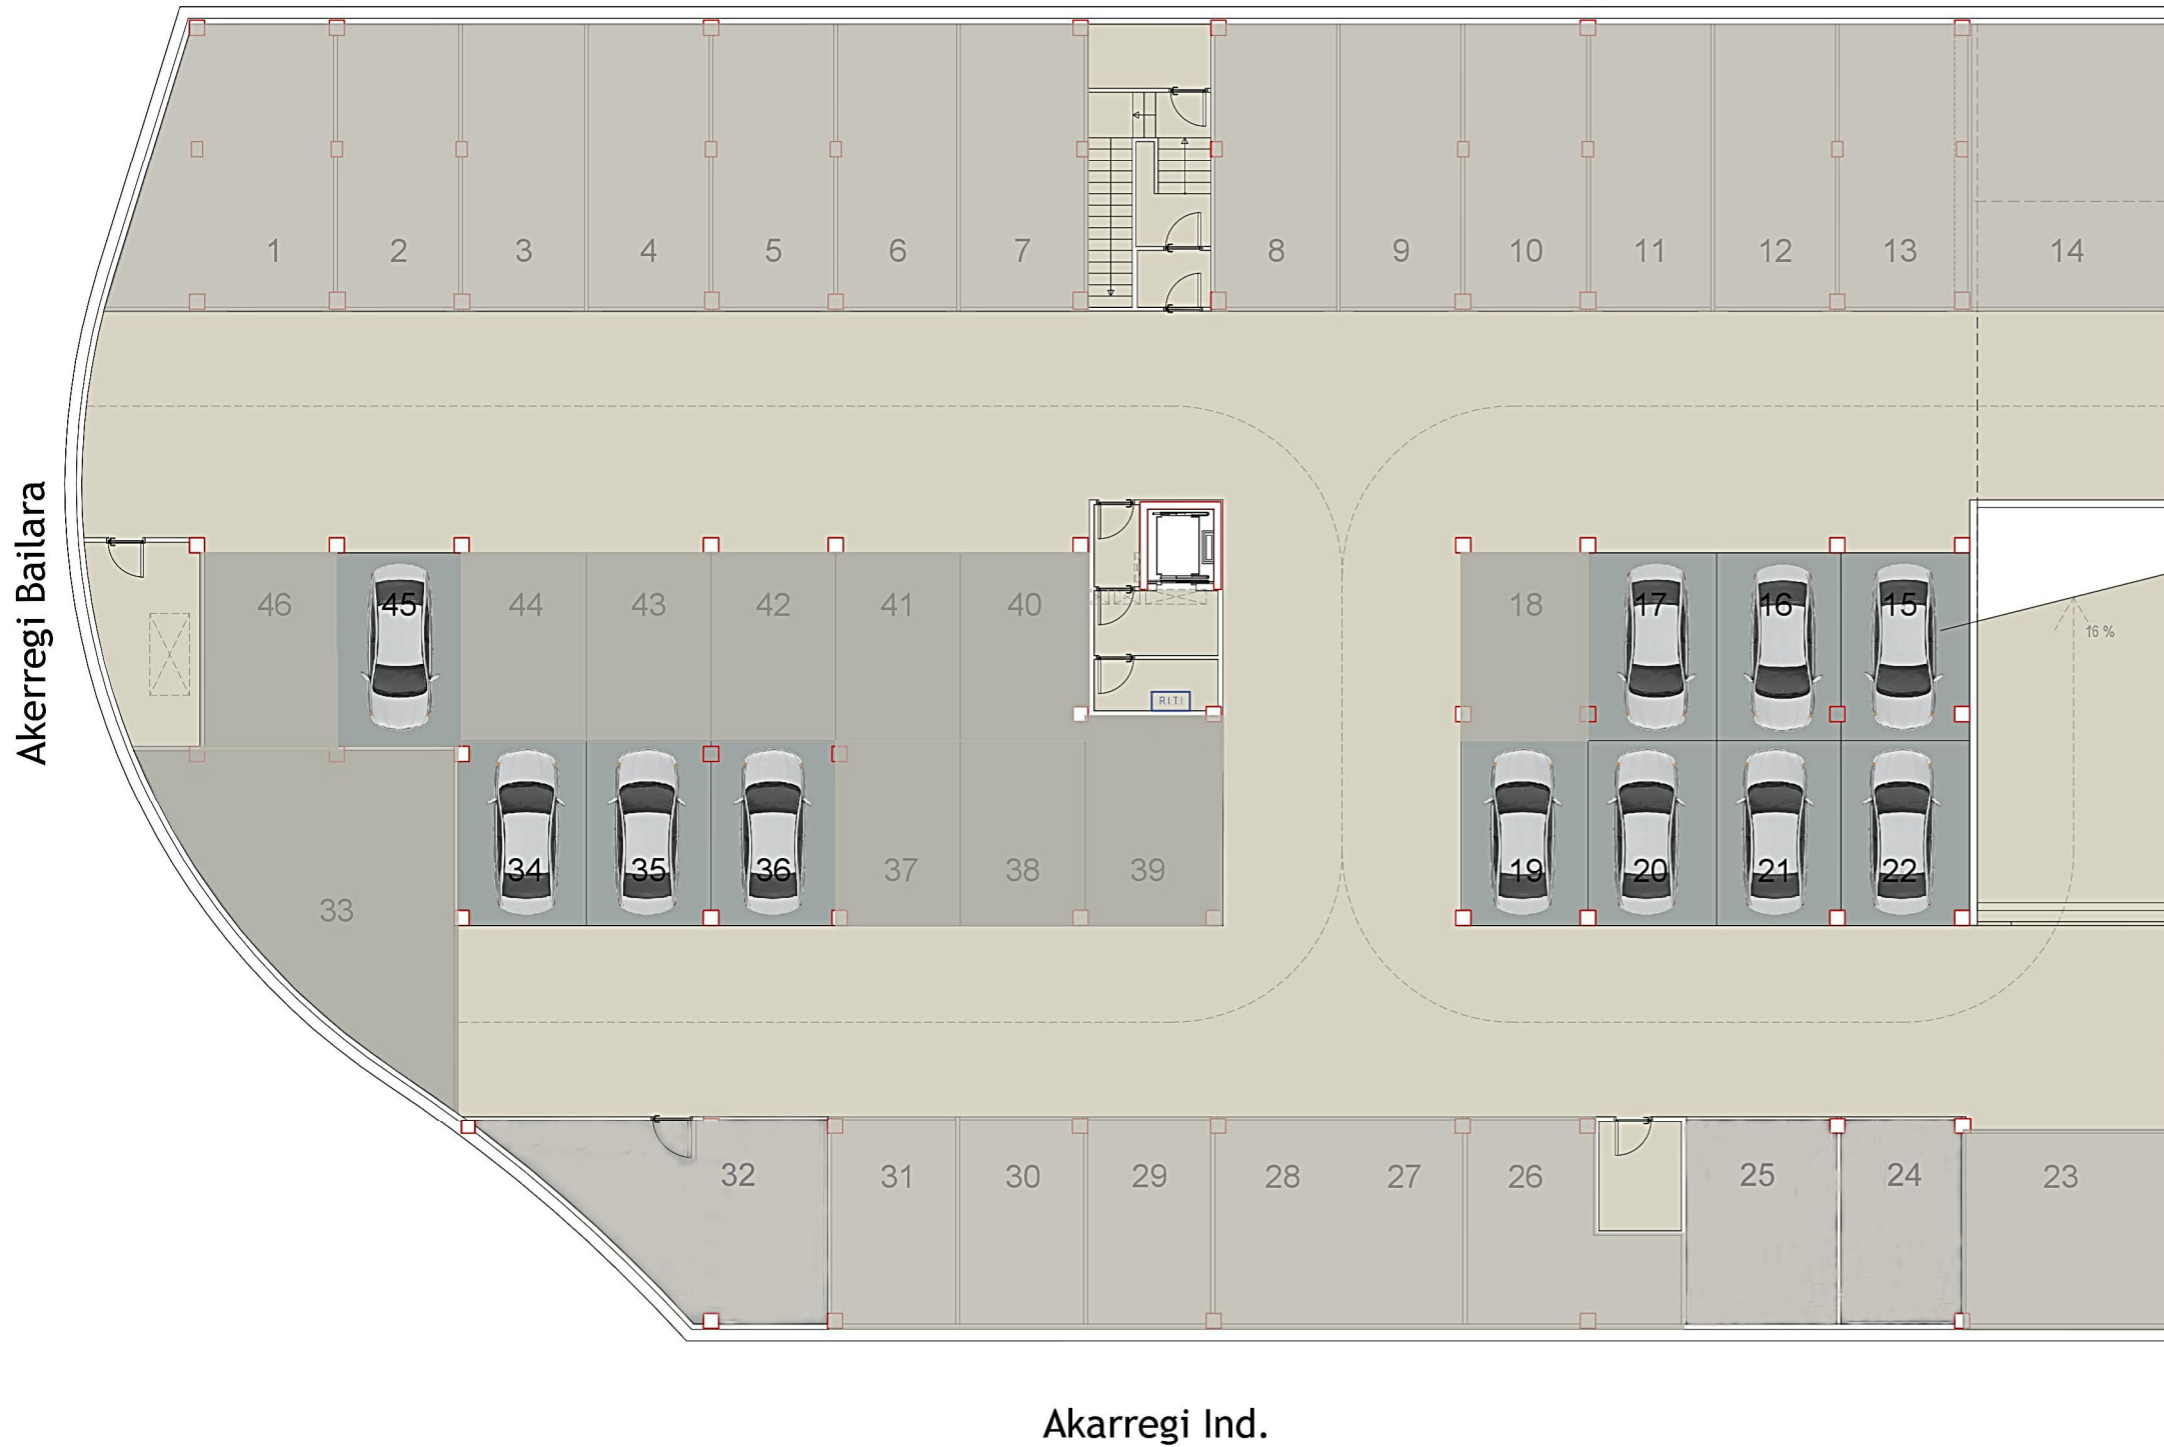 1 2 3 4 5 6 7 8 9 10 11 12 13 14
Akerregi Bailara
46 45 44 43 42 41 40 18 17 16 15
16 %
R.I.T.I
34 35 36 37 38 39 19 20 21 22
33
32 31 30 29 28 27 26 25 24 23
Akarregi Ind.